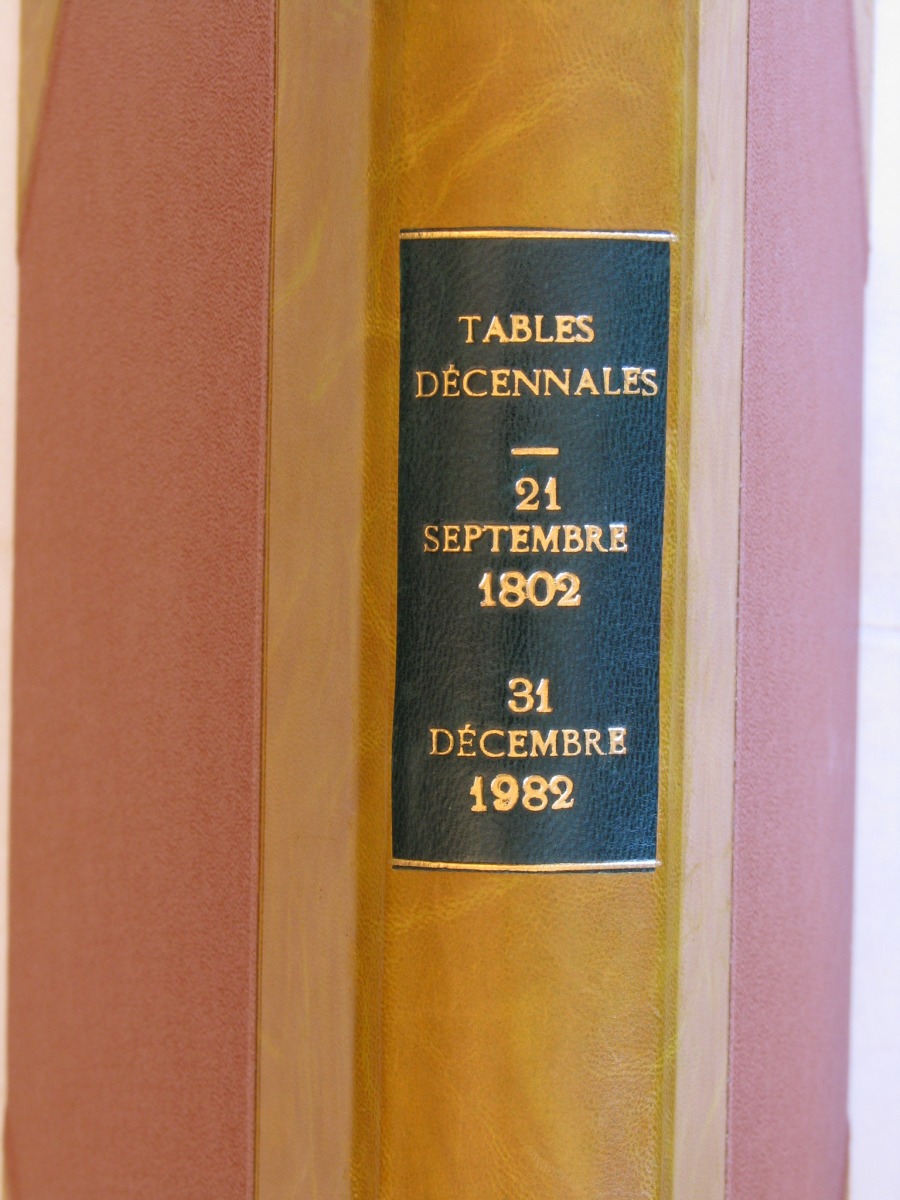 TABLES
DÉCENNALES
—
21
SEPTEMBRE
1802
31
DÉCEMBRE
1982